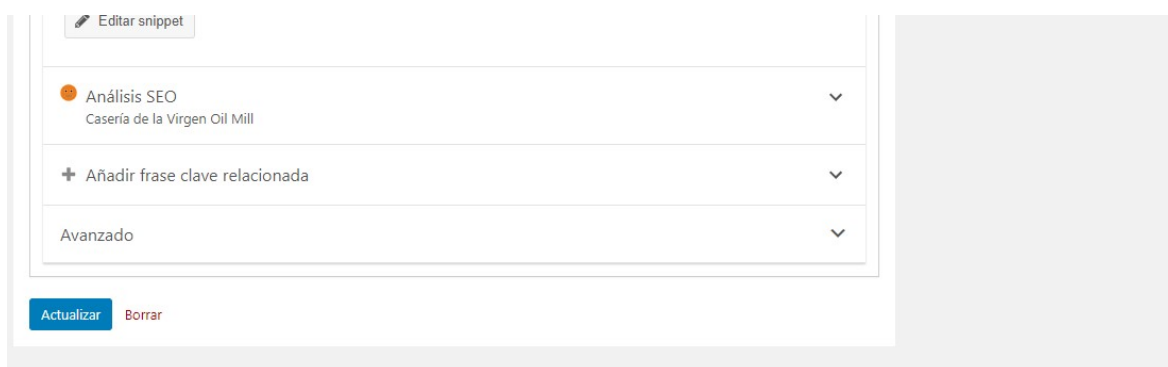 Editar snippet
Análisis SEO
Casería de la Virgen Oil Mill
Añadir frase clave relacionada
Avanzado
Actualizar Borrar